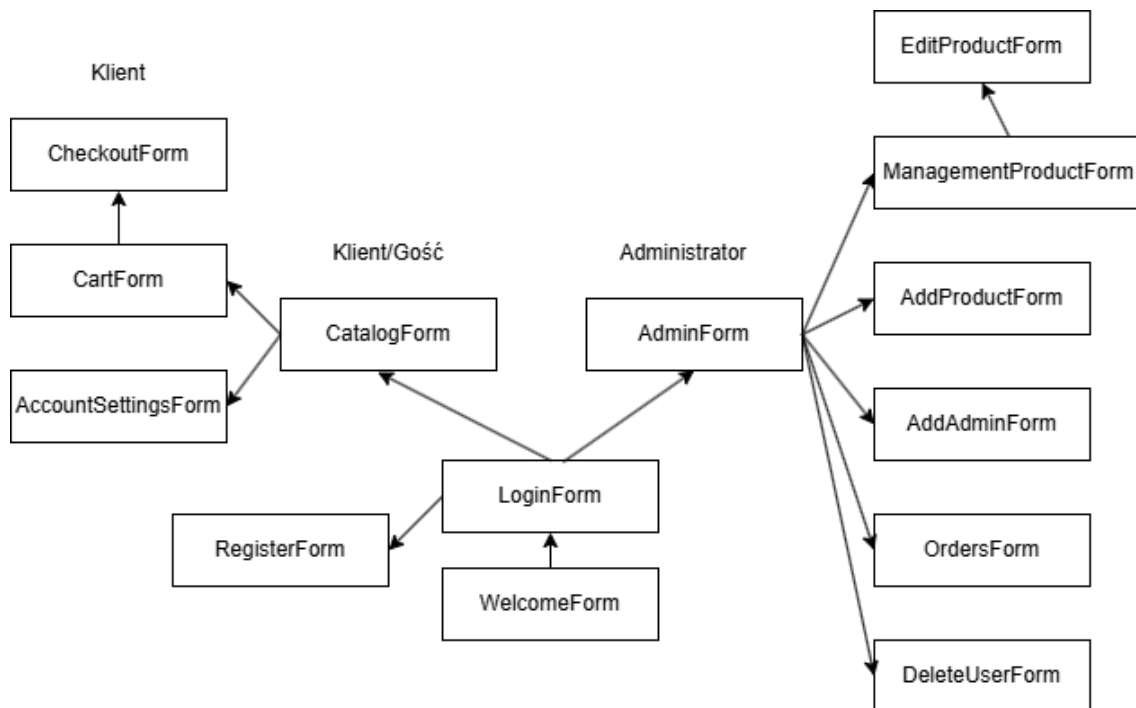 EditProductForm
Klient
CheckoutForm
ManagementProductForm
Klient/Gość
Administrator
CartForm
AddProductForm
CatalogForm
AdminForm
AccountSettingsForm
AddAdminForm
LoginForm
RegisterForm
OrdersForm
WelcomeForm
DeleteUserForm